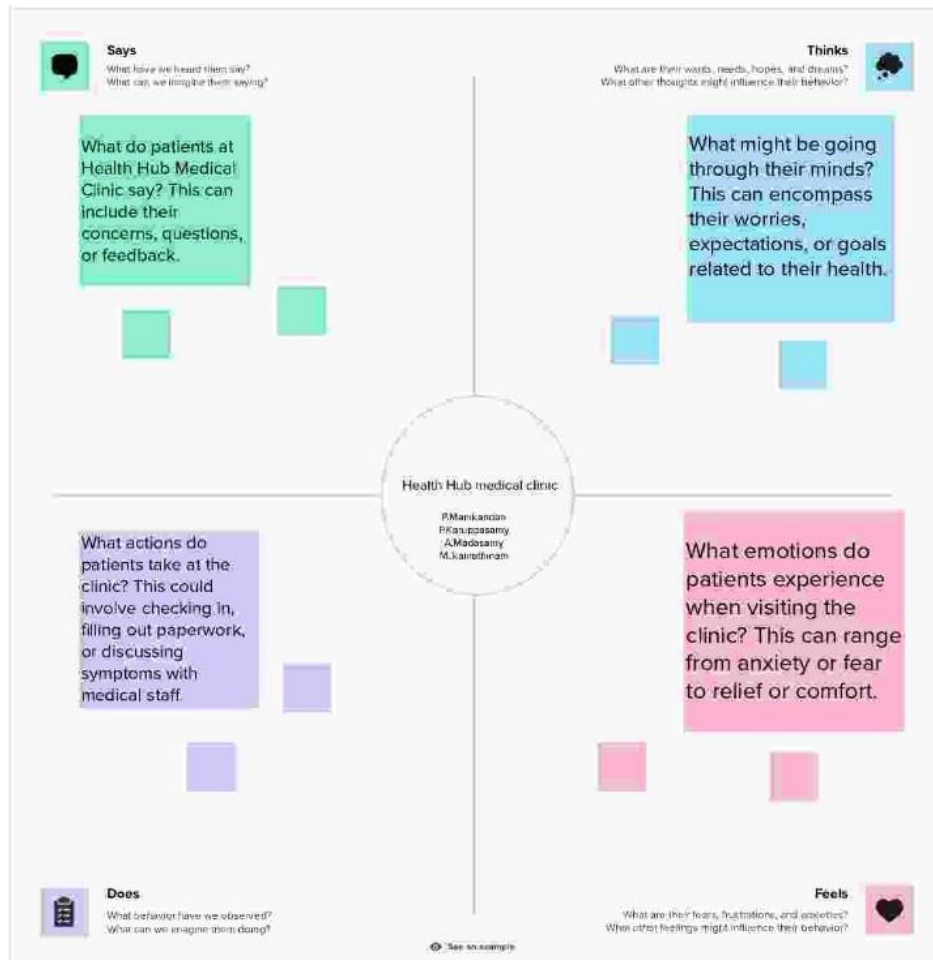 Says
What have we heard them say?
What can we imagine them saying?
Thinks
What are their wants, needs, hopes, and dreams?
What other thoughts might influence their behavior?
What do patients at
Health Hub Medical
Clinic say? This can
include their
concerns, questions,
or feedback.
What might be going
through their minds?
This can encompass
their worries,
expectations, or goals
related to their health.
Health Hub medical clinic
P.Manikandan
P.Karuppasamy
A.Madasamy
What actions do
patients take at the
clinic? This could
involve checking in,
filling out paperwork,
or discussing
symptoms with
medical staff.
What emotions do
patients experience
when visiting the
clinic? This can range
from anxiety or fear
to relief or comfort.
Does
What behavior have we observed?
What can we imagine them doing?
Feels
What are their fears, frustrations, and anxieties?
What other feelings might influence their behavior?
See an example